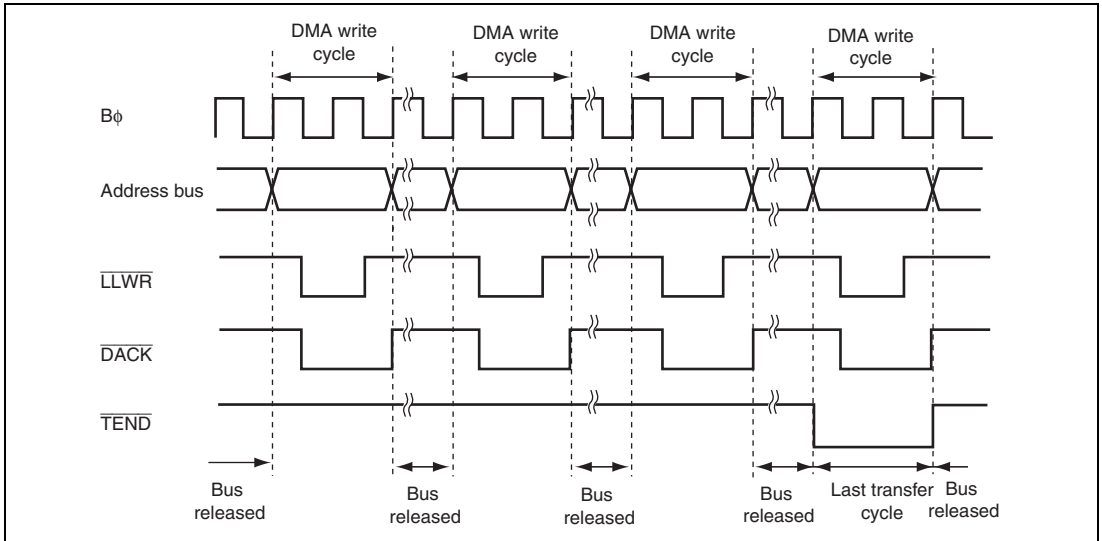 DMA write
cycle
DMA write
cycle
DMA write
cycle
DMA write
cycle
Bφ
Address bus
LLWR
DACK
TEND
Bus
released
Bus
released
Bus
released
Bus
released
Last transfer
cycle
Bus
released